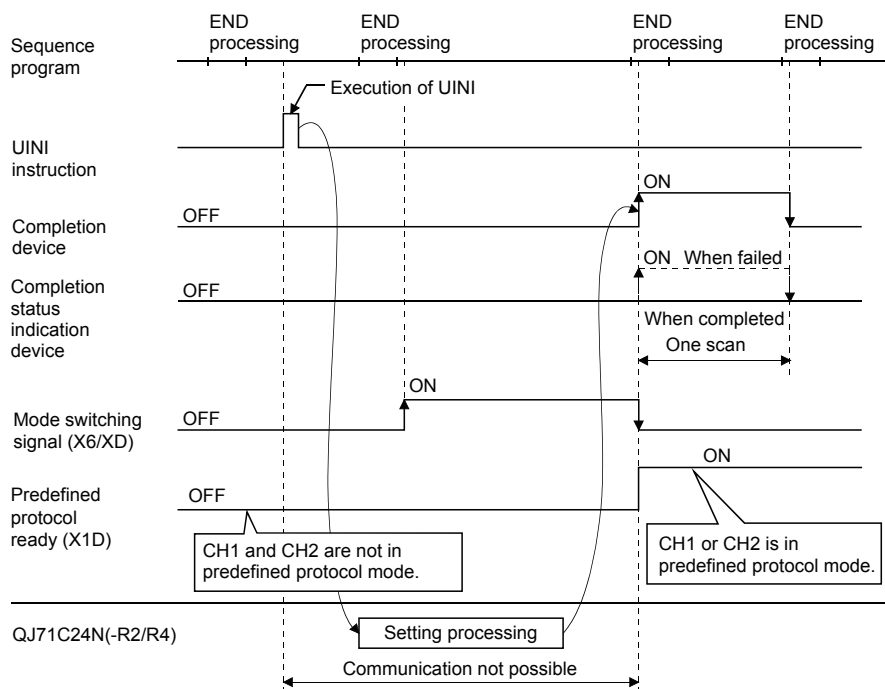 END
processing
END
processing
END
processing
END
processing
Sequence
program
Execution of UINI
UINI
instruction
ON
OFF
Completion
device
ON When failed
Completion
status
indication
device
OFF
When completed
One scan
ON
Mode switching
signal (X6/XD)
OFF
ON
Predefined
protocol
ready (X1D)
OFF
CH1 and CH2 are not in
predefined protocol mode.
CH1 or CH2 is in
predefined protocol mode.
QJ71C24N(-R2/R4)
Setting processing
Communication not possible